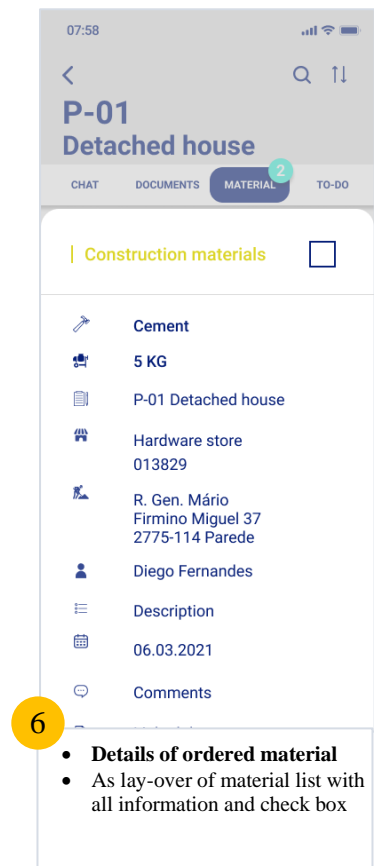 07:58
P-01
Detached house
CHAT DOCUMENTS MATERIAL 2 TO-DO
| Construction materials
Cement
5 KG
P-01 Detached house
Hardware store
013829
R. Gen. Mário
Firmino Miguel 37
2775-114 Parede
Diego Fernandes
Description
06.03.2021
Comments
6
• Details of ordered material
• As lay-over of material list with
all information and check box